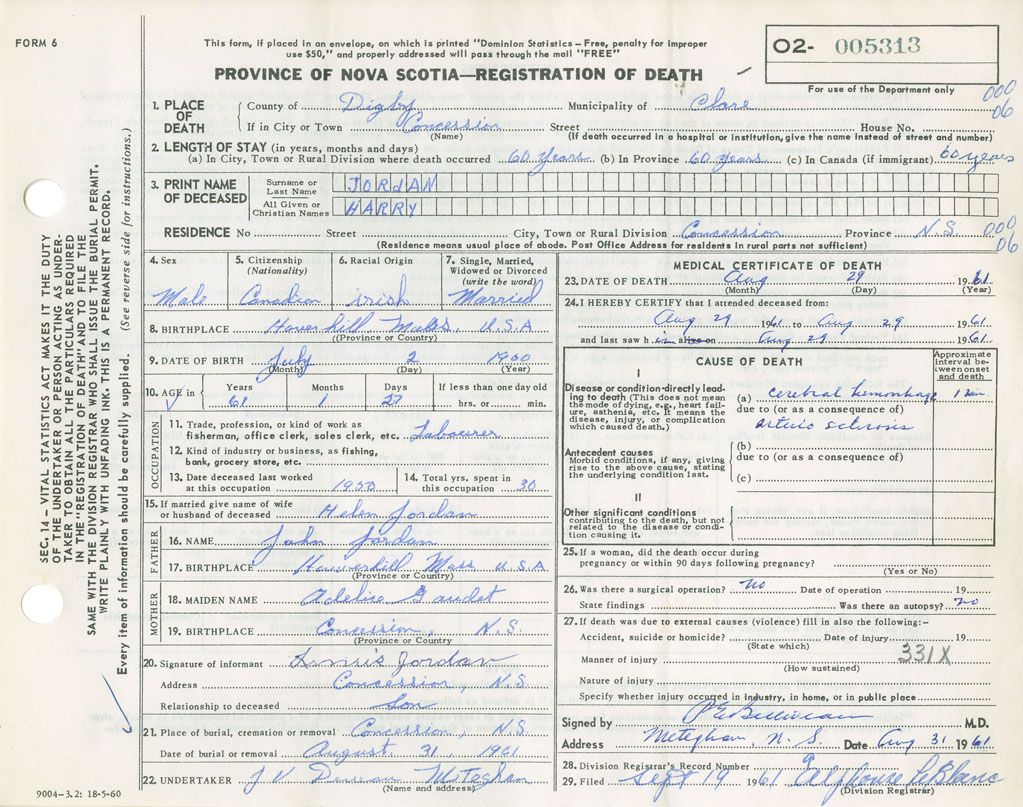 FORM 6
This form, if placed in an envelope, on which is printed "Dominion Statistics – Free, penalty for improper
use $50," and properly addressed will pass through the mail "FREE"
PROVINCE OF NOVA SCOTIA—REGISTRATION OF DEATH
02- 005313
For use of the Department only
000
06
1. PLACE OF DEATH
County of Digby Municipality of Clare
If in City or Town Concession Street House No.
(Name) (If death occurred in a hospital or institution, give the name instead of street and number)
2. LENGTH OF STAY (in years, months and days)
(a) In City, Town or Rural Division where death occurred 60 years (b) In Province 60 years (c) In Canada (if immigrant) 60 years
3. PRINT NAME OF DECEASED
Surname or Last Name JORdAN
All Given or Christian Names HARRY
RESIDENCE No Street City, Town or Rural Division Concession Province N.S. 000
06
(Residence means usual place of abode. Post Office Address for residents in rural parts not sufficient)
4. Sex Male
5. Citizenship (Nationality) Canadian
6. Racial Origin irish
7. Single, Married, Widowed or Divorced (write the word) Married
8. BIRTHPLACE Haverhill Mass. U.S.A
(Province or Country)
9. DATE OF BIRTH July 2 1900
(Month) (Day) (Year)
10. AGE in Years 61 Months 1 Days 27 If less than one day old hrs. or min.
OCCUPATION
11. Trade, profession, or kind of work as
fisherman, office clerk, sales clerk, etc. Labourer
12. Kind of industry or business, as fishing,
bank, grocery store, etc.
13. Date deceased last worked
at this occupation 1950
14. Total yrs. spent in
this occupation 30
15. If married give name of wife
or husband of deceased Helen Jordan
FATHER
16. NAME John Jordan
17. BIRTHPLACE Haverhill Mass U.S.A
(Province or Country)
MOTHER
18. MAIDEN NAME Adelice Gaudet
19. BIRTHPLACE Concession, N.S.
(Province or Country
20. Signature of informant Jordan
Address Concession, N.S.
Relationship to deceased Son
21. Place of burial, cremation or removal Concession, N.S
Date of burial or removal August 31, 1961
22. UNDERTAKER J V Meteghan
(Name and address)
9004-3.2: 18-5-60
MEDICAL CERTIFICATE OF DEATH
23. DATE OF DEATH Aug 29 1961
(Month) (Day) (Year)
24. I HEREBY CERTIFY that I attended deceased from:
Aug 29 1961 to Aug 29 1961
and last saw him alive on Aug 29 1961
CAUSE OF DEATH
Approximate interval between onset and death
I
Disease or condition directly leading
to death (This does not mean
the mode of dying, e.g., heart failure,
asthenia, etc. It means the
disease, injury, or complication
which caused death.)
(a) cerebral hemorrhage
due to (or as a consequence of)
arterio sclerosis
Antecedent causes
Morbid conditions, if any, giving
rise to the above cause, stating
the underlying condition last.
(b)
due to (or as a consequence of)
(c)
II
Other significant conditions
contributing to the death, but not
related to the disease or condition
causing it.
25. If a woman, did the death occur during
pregnancy or within 90 days following pregnancy?
(Yes or No)
26. Was there a surgical operation? no Date of operation 19
State findings Was there an autopsy? no
27. If death was due to external causes (violence) fill in also the following:-
Accident, suicide or homicide? Date of injury 19
(State which)
Manner of injury 331X
(How sustained)
Nature of injury
Specify whether injury occurred in industry, in home, or in public place
Signed by M.D.
Address Meteghan, N.S. Date Aug 31 1961
28. Division Registrar's Record Number 9
29. Filed Sept 19 1961 Alphonse LeBlanc
(Division Registrar)
SEC. 14 – VITAL STATISTICS ACT MAKES IT THE DUTY
OF THE UNDERTAKER OR PERSON ACTING AS UNDERTAKER
TO OBTAIN ALL THE PARTICULARS REQUIRED
IN THE "REGISTRATION OF DEATH" AND TO FILE THE
SAME WITH THE DIVISION REGISTRAR WHO SHALL ISSUE THE BURIAL PERMIT.
WRITE PLAINLY WITH UNFADING INK. THIS IS A PERMANENT RECORD.
Every item of information should be carefully supplied. (See reverse side for instructions.)